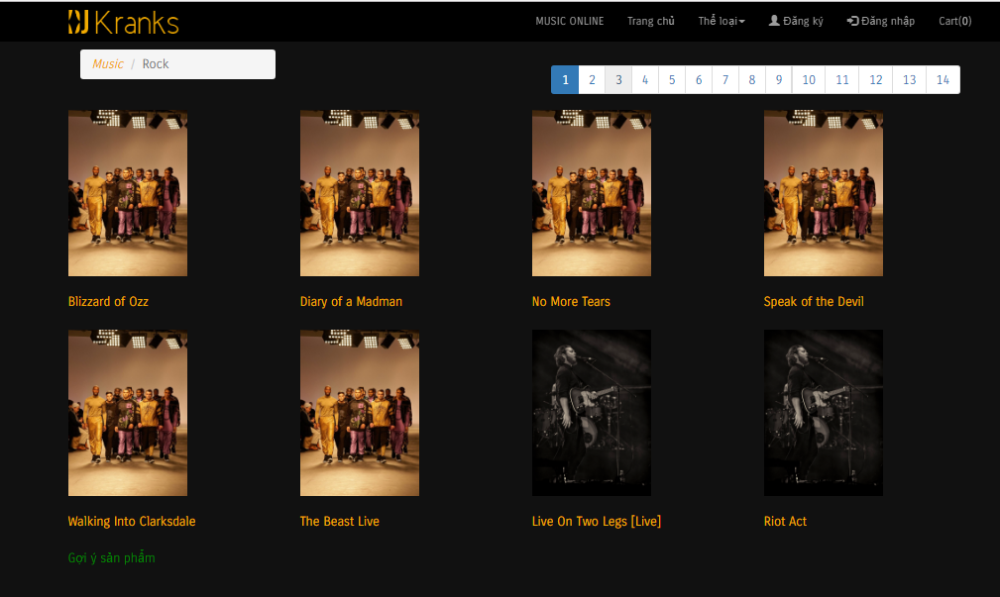 DJ Kranks
MUSIC ONLINE Trang chủ Thể loại Đăng ký Đăng nhập Cart(0)
Music / Rock
1 2 3 4 5 6 7 8 9 10 11 12 13 14
Blizzard of Ozz Diary of a Madman No More Tears Speak of the Devil
Walking Into Clarksdale The Beast Live Live On Two Legs [Live] Riot Act
Gợi ý sản phẩm